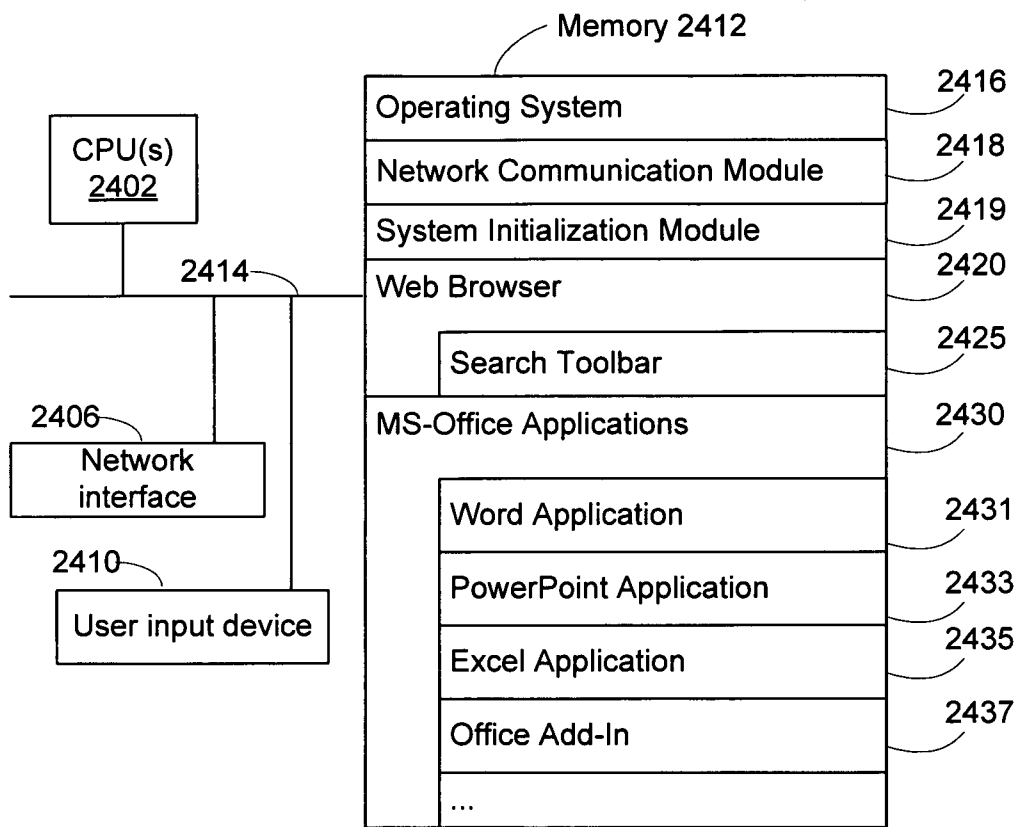 Memory 2412
Operating System
2416
CPU(s)
2402
Network Communication Module
2418
System Initialization Module
2419
2414
Web Browser
2420
Search Toolbar
2425
2406
Network
interface
MS-Office Applications
2430
Word Application
2431
2410
User input device
PowerPoint Application
2433
Excel Application
2435
Office Add-In
2437
...